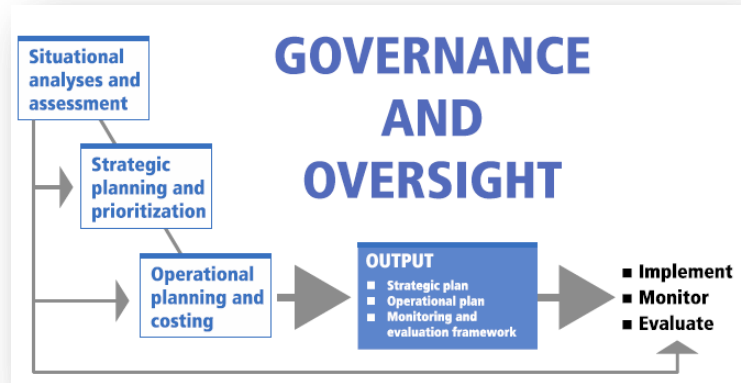 Situational
analyses and
assessment
GOVERNANCE
AND
OVERSIGHT
Strategic
planning and
prioritization
Operational
planning and
costing
OUTPUT
■ Strategic plan
■ Operational plan
■ Monitoring and
evaluation framework
■ Implement
■ Monitor
■ Evaluate